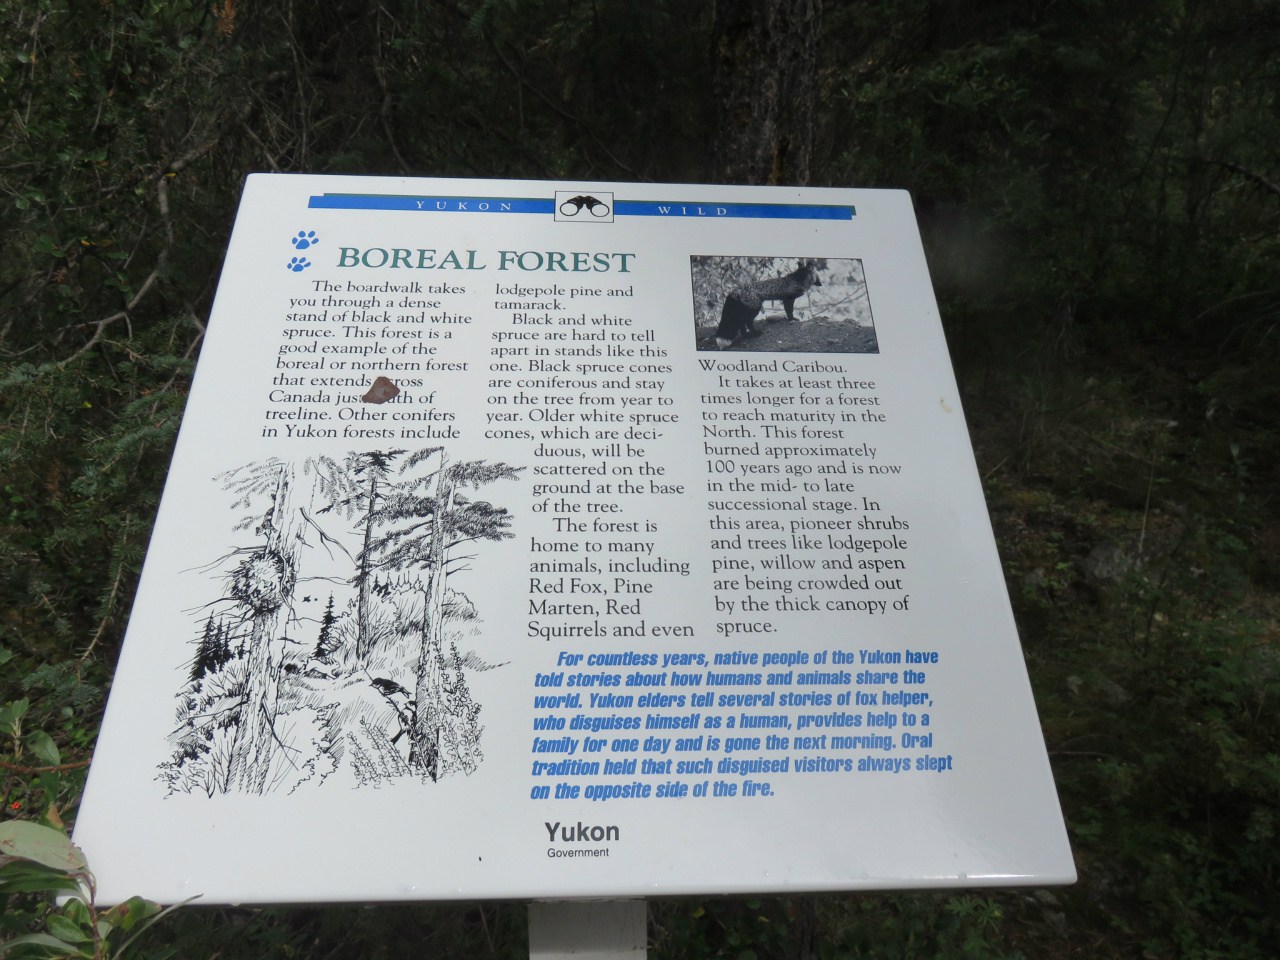 YUKON WILD
BOREAL FOREST
The boardwalk takes
you through a dense
stand of black and white
spruce. This forest is a
good example of the
boreal or northern forest
that extends
Canada of
treeline. Other conifers
in Yukon forests include
lodgepole pine and
tamarack.
Black and white
spruce are hard to tell
apart in stands like this
one. Black spruce cones
are coniferous and stay
on the tree from year to
year. Older white spruce
cones, which are deci-
duous, will be
scattered on the
ground at the base
of the tree.
The forest is
home to many
animals, including
Red Fox, Pine
Marten, Red
Squirrels and even
Woodland Caribou.
It takes at least three
times longer for a forest
to reach maturity in the
North. This forest
burned approximately
100 years ago and is now
in the mid- to late
successional stage. In
this area, pioneer shrubs
and trees like lodgepole
pine, willow and aspen
are being crowded out
by the thick canopy of
spruce.
For countless years, native people of the Yukon have
told stories about how humans and animals share the
world. Yukon elders tell several stories of fox helper,
who disguises himself as a human, provides help to a
family for one day and is gone the next morning. Oral
tradition held that such disguised visitors always slept
on the opposite side of the fire.
Yukon
Government